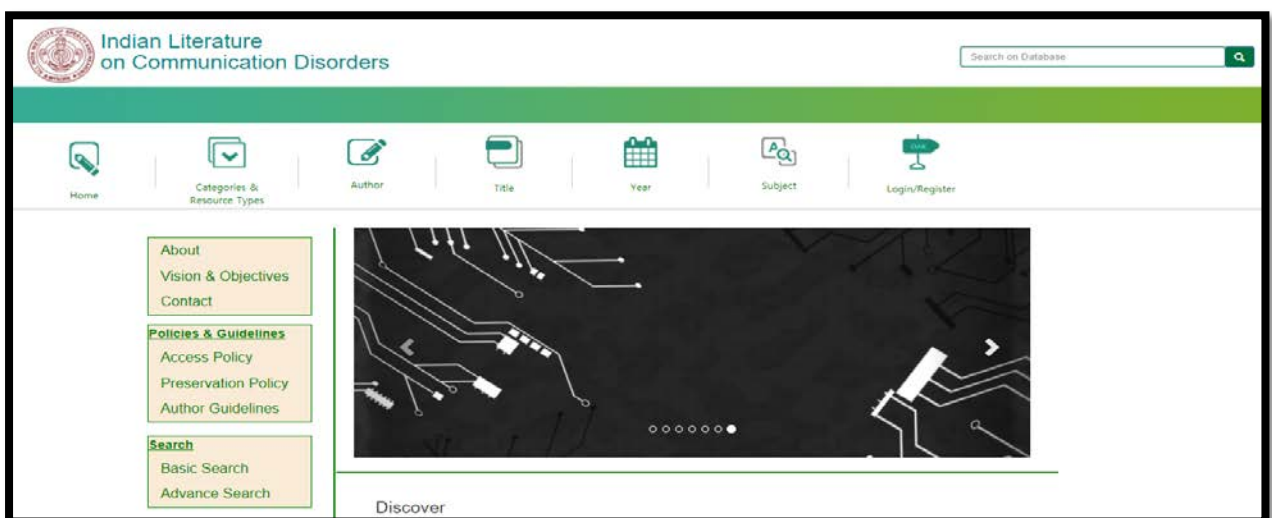 Indian Literature
on Communication Disorders
Search on Database
Home
Categories &
Resource Types
Author
Title
Year
Subject
Login/Register
About
Vision & Objectives
Contact
Policies & Guidelines
Access Policy
Preservation Policy
Author Guidelines
Search
Basic Search
Advance Search
Discover